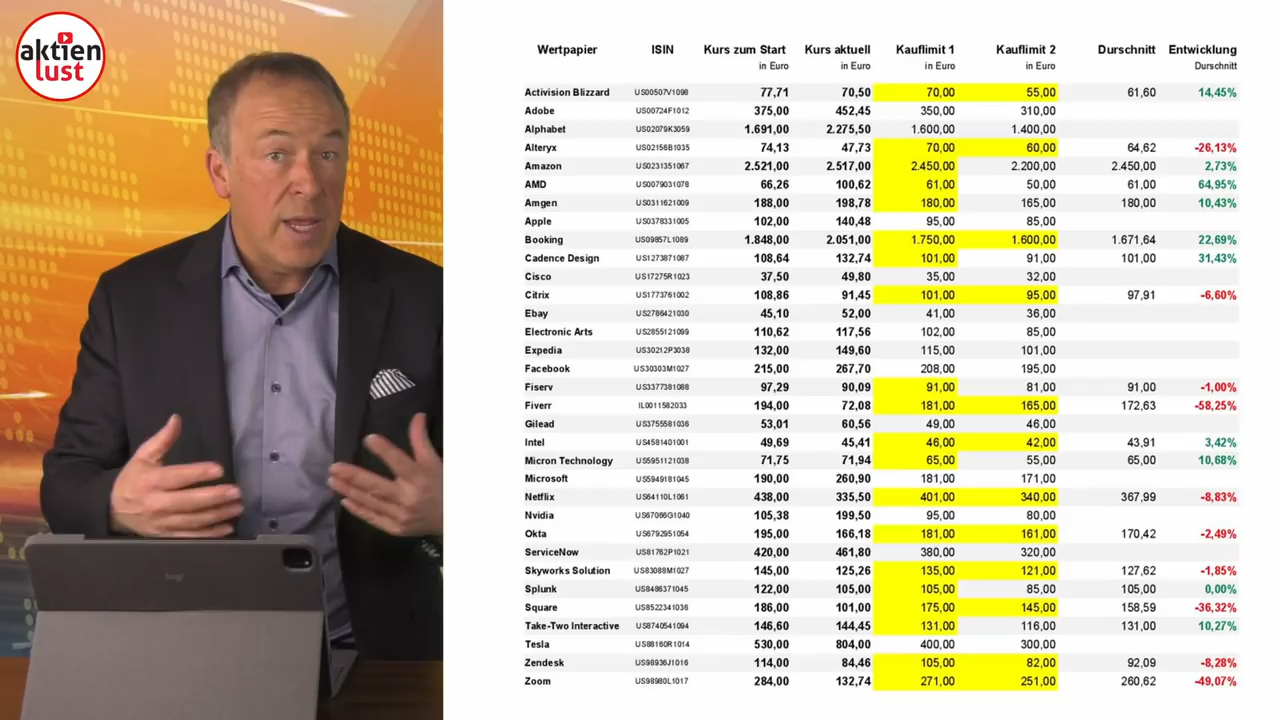 aktien
lust
Wertpapier ISIN Kurs zum Start Kurs aktuell Kauflimit 1 Kauflimit 2 Durschnitt Entwicklung
in Euro in Euro in Euro in Euro Durschnitt
Activision Blizzard US00507V1098 77,71 70,50 70,00 55,00 61,60 14,45%
Adobe US00724F1012 375,00 452,45 350,00 310,00
Alphabet US02079K3059 1.691,00 2.275,50 1.600,00 1.400,00
Alteryx US02156B1035 74,13 47,73 70,00 60,00 64,62 -26,13%
Amazon US0231351067 2.521,00 2.517,00 2.450,00 2.200,00 2.450,00 2,73%
AMD US0079031078 66,26 100,62 61,00 50,00 61,00 64,95%
Amgen US0311621009 188,00 198,78 180,00 165,00 180,00 10,43%
Apple US0378331005 102,00 140,48 95,00 85,00
Booking US09857L1089 1.848,00 2.051,00 1.750,00 1.600,00 1.671,64 22,69%
Cadence Design US1273871087 108,64 132,74 101,00 91,00 101,00 31,43%
Cisco US17275R1023 37,50 49,80 35,00 32,00
Citrix US1773761002 108,86 91,45 101,00 95,00 97,91 -6,60%
Ebay US2786421030 45,10 52,00 41,00 36,00
Electronic Arts US2855121099 110,62 117,56 102,00 85,00
Expedia US30212P3038 132,00 149,60 115,00 101,00
Facebook US30303M1027 215,00 267,70 208,00 195,00
Fiserv US3377381088 97,29 90,09 91,00 81,00 91,00 -1,00%
Fiverr IL0011582033 194,00 72,08 181,00 165,00 172,63 -58,25%
Gilead US3755581036 53,01 60,56 49,00 46,00
Intel US4581401001 49,69 45,41 46,00 42,00 43,91 3,42%
Micron Technology US5951121038 71,75 71,94 65,00 55,00 65,00 10,68%
Microsoft US5949181045 190,00 260,90 181,00 171,00
Netflix US64110L1061 438,00 335,50 401,00 340,00 367,99 -8,83%
Nvidia US67066G1040 105,38 199,50 95,00 80,00
Okta US6792951054 195,00 166,18 181,00 161,00 170,42 -2,49%
ServiceNow US81762P1021 420,00 461,80 380,00 320,00
Skyworks Solution US83088M1027 145,00 125,26 135,00 121,00 127,62 -1,85%
Splunk US8486371045 122,00 105,00 105,00 85,00 105,00 0,00%
Square US8522341036 186,00 101,00 175,00 145,00 158,59 -36,32%
Take-Two Interactive US8740541094 146,60 144,45 131,00 116,00 131,00 10,27%
Tesla US88160R1014 530,00 804,00 400,00 300,00
Zendesk US98936J1016 114,00 84,46 105,00 82,00 92,09 -8,28%
Zoom US98980L1017 284,00 132,74 271,00 251,00 260,62 -49,07%